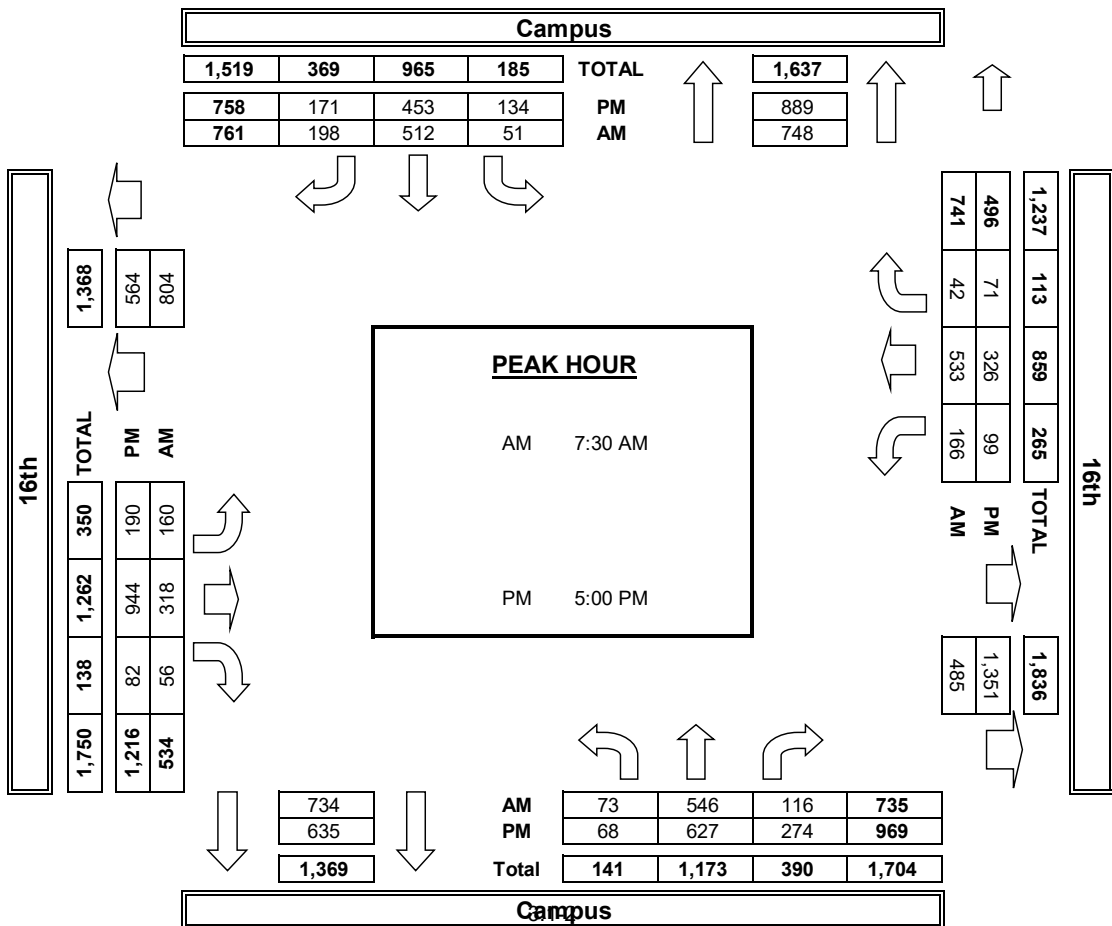 Campus
1,519 369 965 185 TOTAL 1,637
758 171 453 134 PM 889
761 198 512 51 AM 748
16th
1,368
564
804
TOTAL
PM
AM
350 1,262 138 1,750
190 944 82 1,216
160 318 56 534
PEAK HOUR
AM 7:30 AM
PM 5:00 PM
1,237 113 859 265 TOTAL 1,836
496 71 326 99 PM 1,351
741 42 533 166 AM 485
16th
734 AM 73 546 116 735
635 PM 68 627 274 969
1,369 Total 141 1,173 390 1,704
Campus